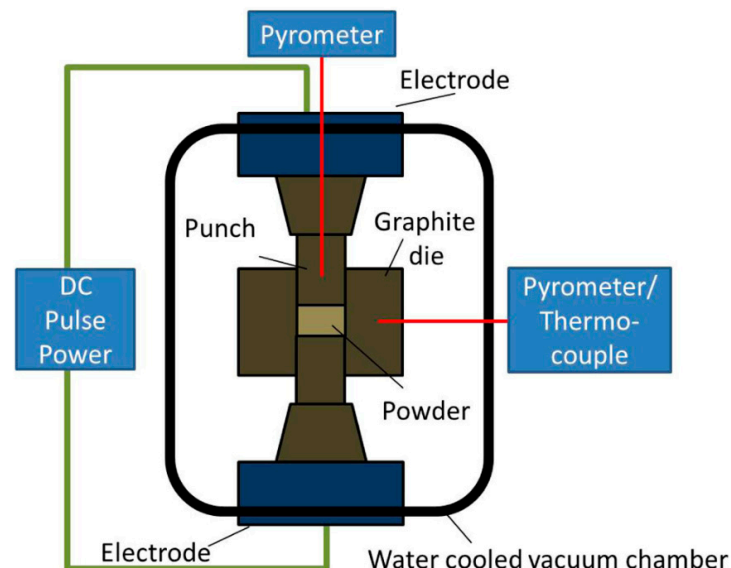 Pyrometer
Electrode
Punch
Graphite
die
DC
Pulse
Power
Pyrometer/
Thermo-
couple
Powder
Electrode
Water cooled vacuum chamber